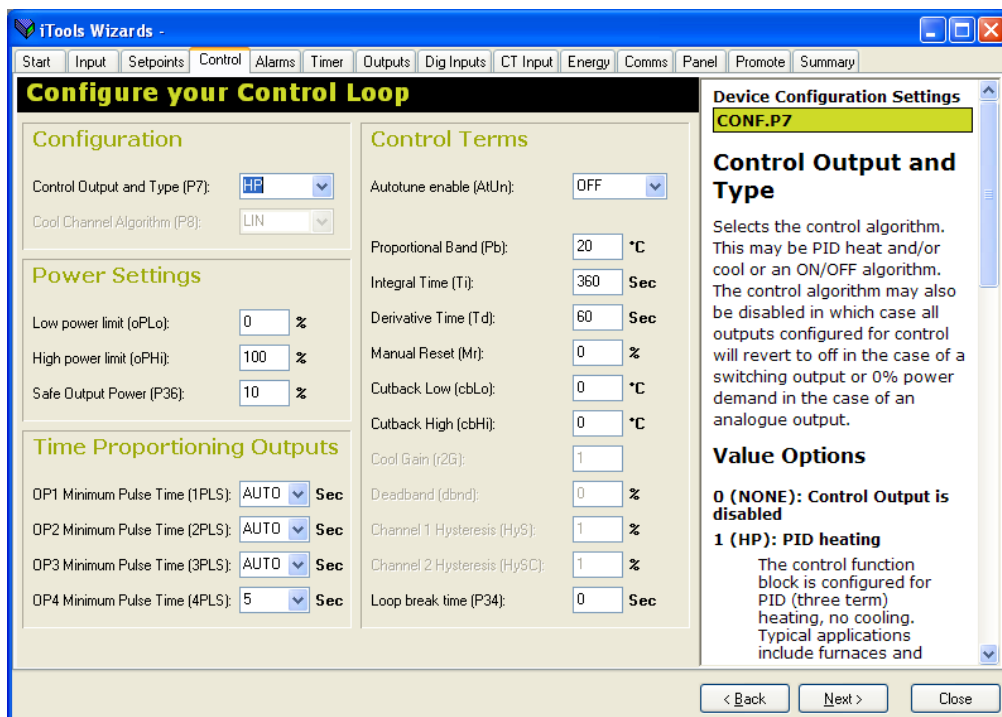 iTools Wizards -
Start Input Setpoints Control Alarms Timer Outputs Dig Inputs CT Input Energy Comms Panel Promote Summary
Configure your Control Loop
Configuration
Control Output and Type (P7): HP
Cool Channel Algorithm (P8): LIN
Power Settings
Low power limit (oPLo): 0 %
High power limit (oPHi): 100 %
Safe Output Power (P36): 10 %
Time Proportioning Outputs
OP1 Minimum Pulse Time (1PLS): AUTO Sec
OP2 Minimum Pulse Time (2PLS): AUTO Sec
OP3 Minimum Pulse Time (3PLS): AUTO Sec
OP4 Minimum Pulse Time (4PLS): 5 Sec
Control Terms
Autotune enable (AtUn): OFF
Proportional Band (Pb): 20 °C
Integral Time (Ti): 360 Sec
Derivative Time (Td): 60 Sec
Manual Reset (Mr): 0 %
Cutback Low (cbLo): 0 °C
Cutback High (cbHi): 0 °C
Cool Gain (r2G): 1
Deadband (dbnd): 0 %
Channel 1 Hysteresis (HyS): 1 %
Channel 2 Hysteresis (HySC): 1 %
Loop break time (P34): 0 Sec
Device Configuration Settings
CONF.P7
Control Output and
Type
Selects the control algorithm.
This may be PID heat and/or
cool or an ON/OFF algorithm.
The control algorithm may also
be disabled in which case all
outputs configured for control
will revert to off in the case of a
switching output or 0% power
demand in the case of an
analogue output.
Value Options
0 (NONE): Control Output is
disabled
1 (HP): PID heating
The control function
block is configured for
PID (three term)
heating, no cooling.
Typical applications
include furnaces and
< Back Next > Close